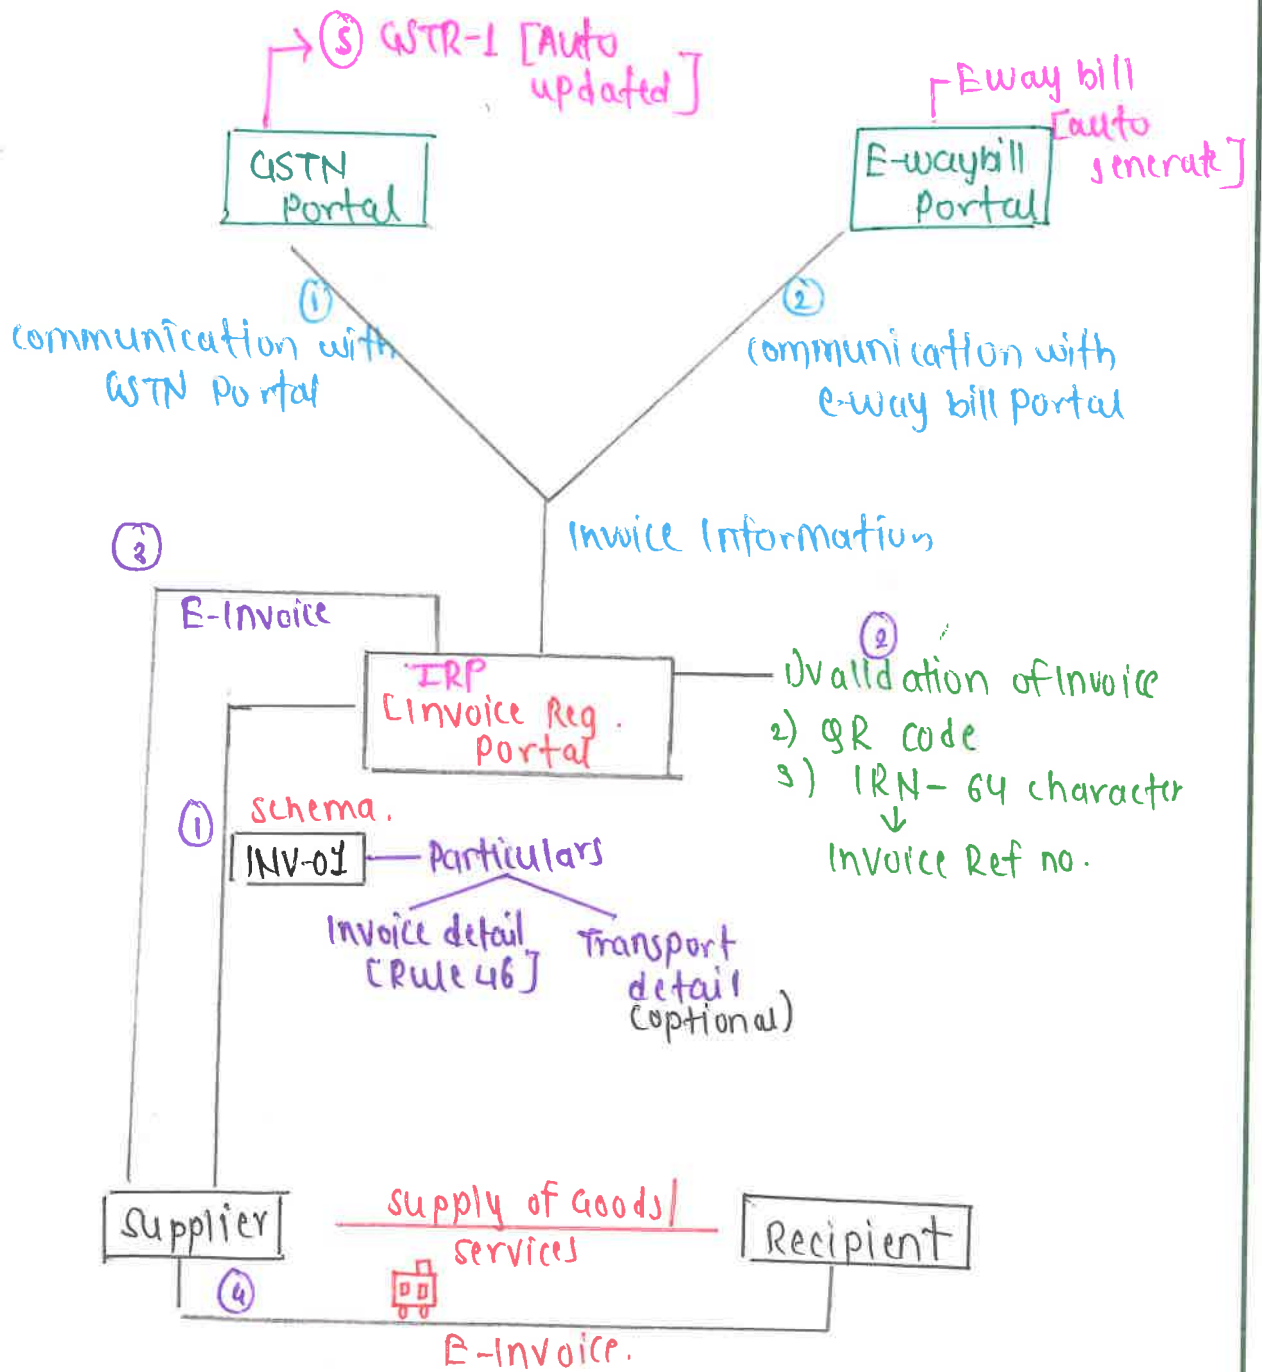 ⑤ GSTR-1 [Auto
updated]
Eway bill
[auto
generate]
GSTN
Portal
E-waybill
Portal
①
communication with
GSTN Portal
②
communication with
e-way bill portal
Invoice Information
③
E-Invoice
IRP
[Invoice Reg.
Portal
②
1) Validation of Invoice
2) QR code
3) IRN - 64 character
↓
Invoice Ref no.
①
schema.
INV-01
Particulars
Invoice detail
[Rule 46]
Transport
detail
(optional)
Supplier
supply of Goods/
services
Recipient
④
E-Invoice.